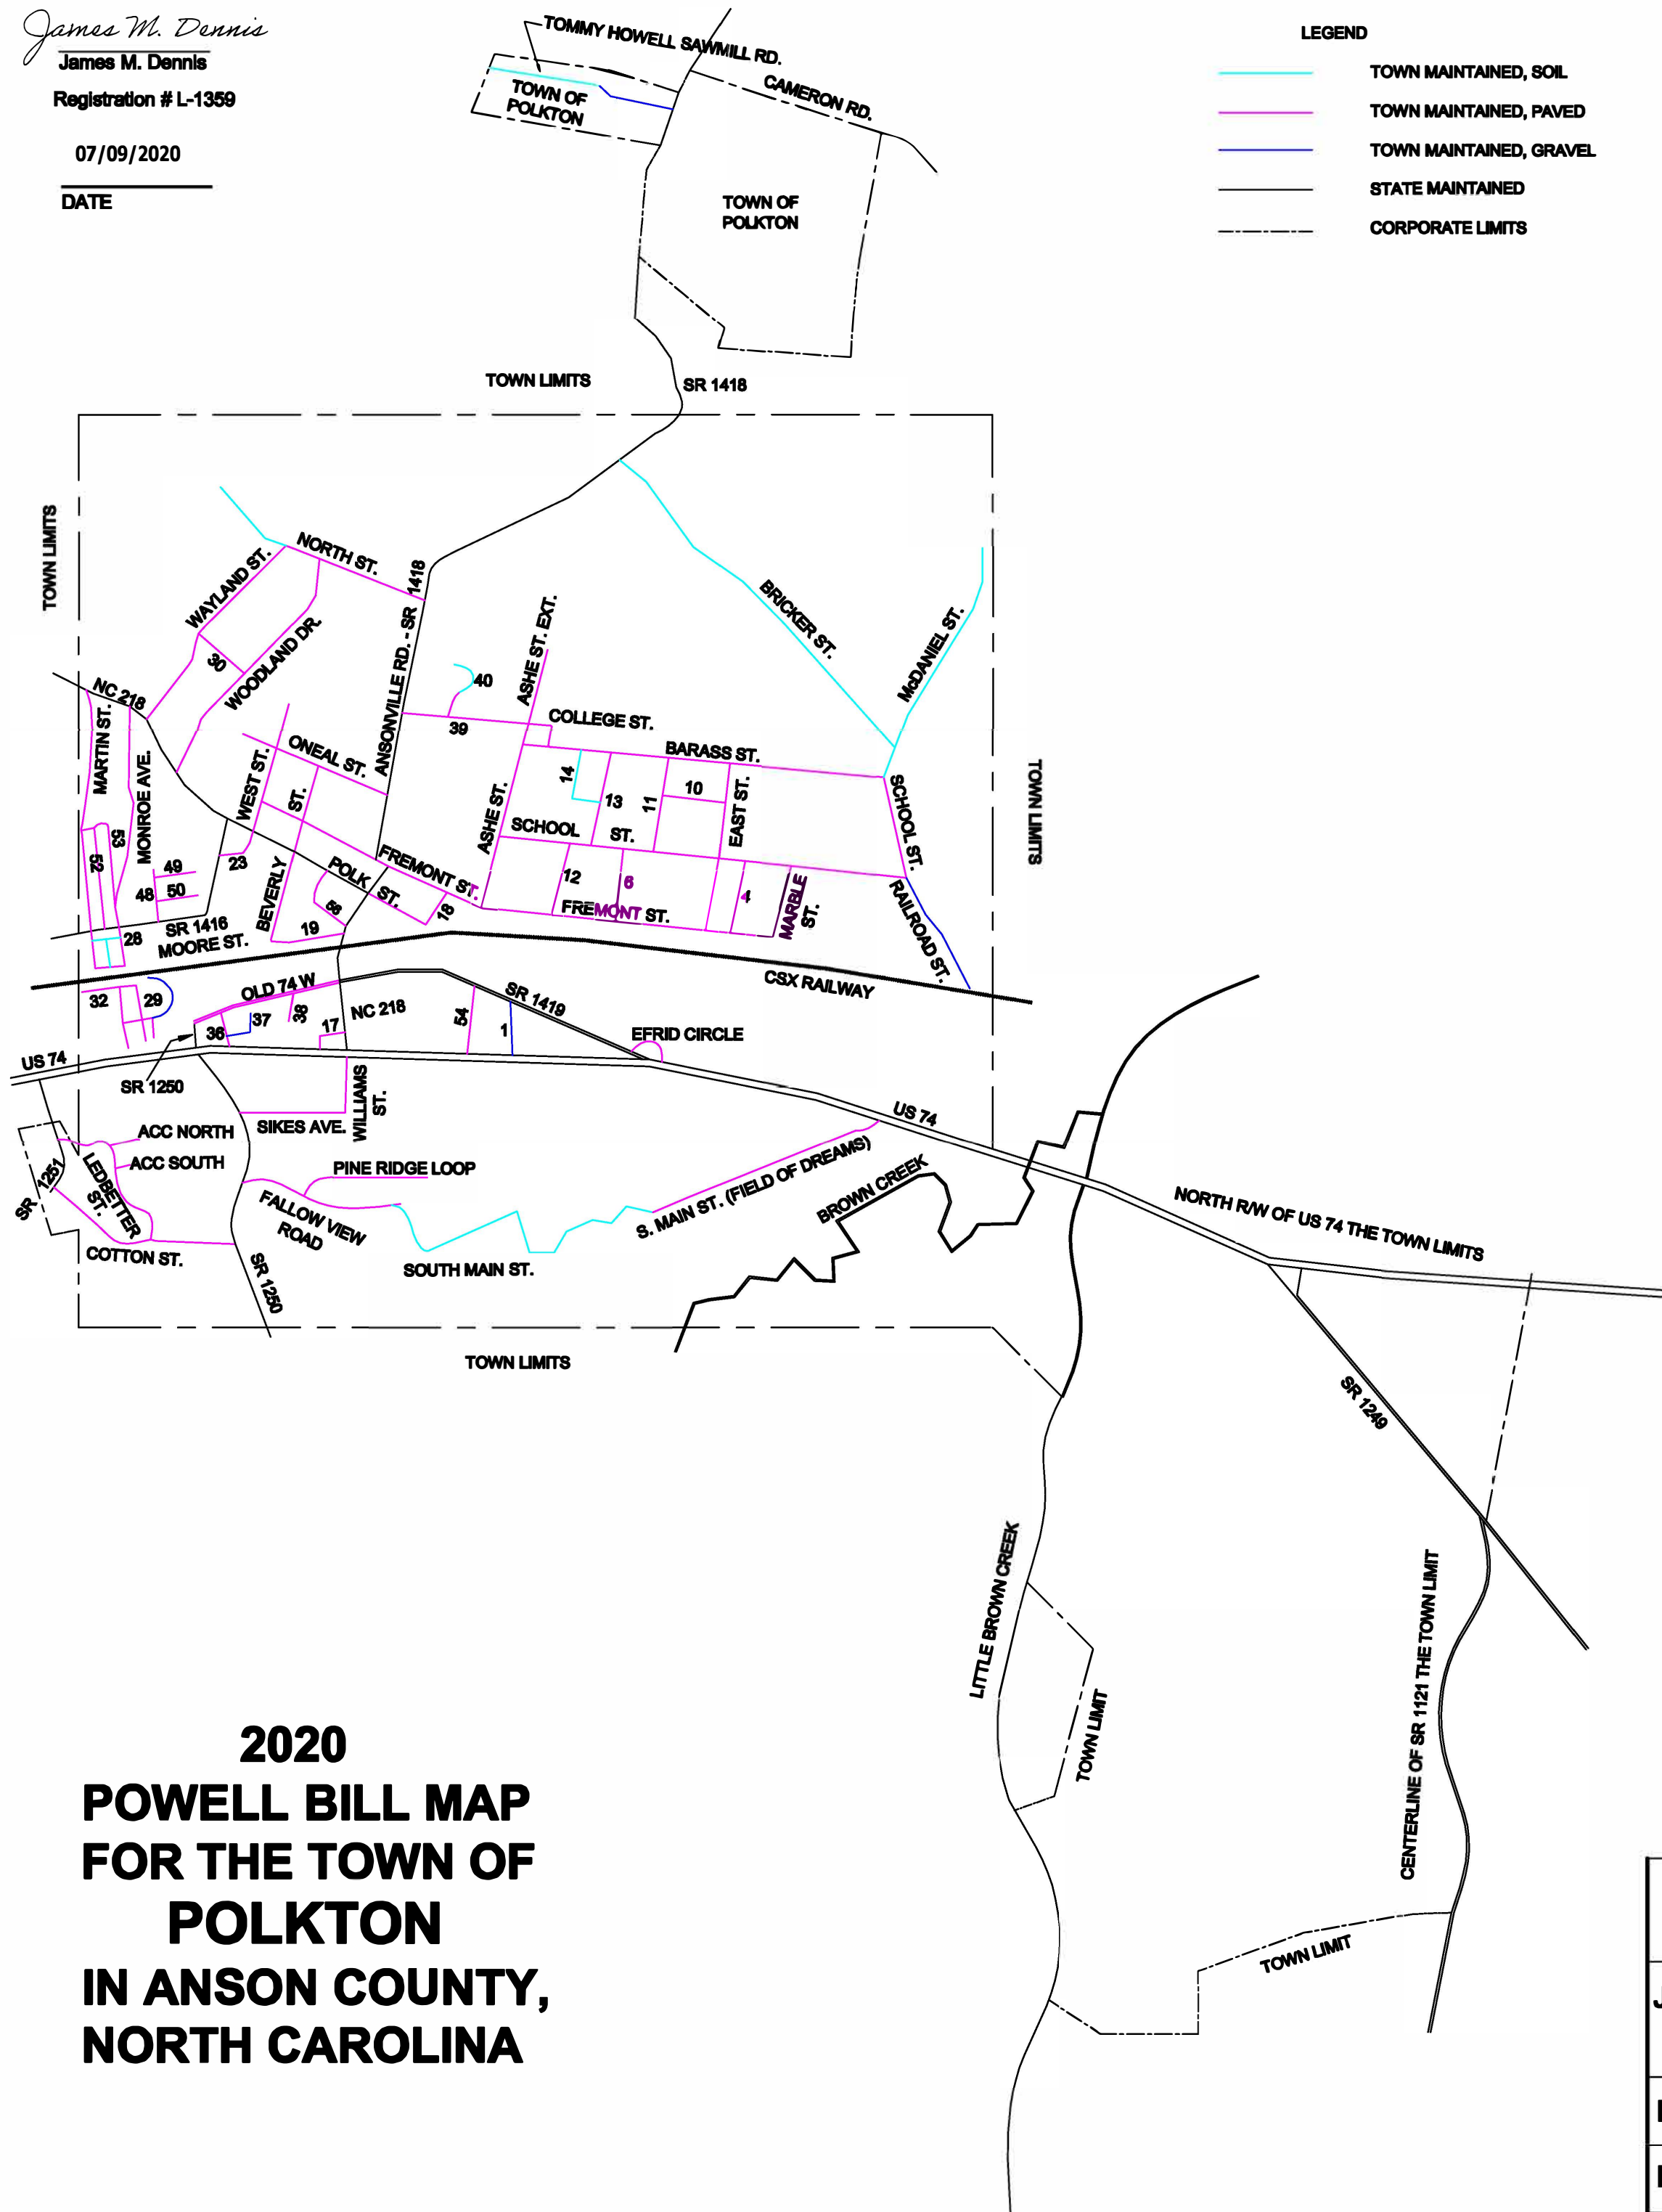 James M. Dennis
James M. Dennis
Registration # L-1359
07/09/2020
DATE
TOMMY HOWELL SAWMILL RD.
CAMERON RD.
TOWN OF
POLKTON
TOWN OF
POLKTON
LEGEND
TOWN MAINTAINED, SOIL
TOWN MAINTAINED, PAVED
TOWN MAINTAINED, GRAVEL
STATE MAINTAINED
CORPORATE LIMITS
TOWN LIMITS
SR 1418
TOWN LIMITS
NORTH ST.
WAYLAND ST.
30
WOODLAND DR.
ANSONVILLE RD. - SR 1418
ASHE ST. EXT.
BRICKER ST.
McDANIEL ST.
NC 218
MARTIN ST.
MONROE AVE.
40
39
COLLEGE ST.
BARASS ST.
ONEAL ST.
WEST ST.
BEVERLY ST.
ASHE ST.
14
13
11
10
EAST ST.
SCHOOL ST.
SCHOOL ST.
TOWN LIMITS
53
52
49
48
50
23
POLK ST.
FREMONT ST.
12
6
4
MARBLE ST.
FREMONT ST.
18
56
19
RAILROAD ST.
SR 1416
MOORE ST.
28
CSX RAILWAY
32
29
OLD 74 W
36
37
38
17
NC 218
54
1
SR 1419
EFRID CIRCLE
US 74
SR 1250
SIKES AVE.
WILLIAMS ST.
US 74
ACC NORTH
ACC SOUTH
LEDBETTER ST.
SR 1251
COTTON ST.
PINE RIDGE LOOP
FALLOW VIEW
ROAD
SR 1250
SOUTH MAIN ST.
S. MAIN ST. (FIELD OF DREAMS)
BROWN CREEK
NORTH R/W OF US 74 THE TOWN LIMITS
TOWN LIMITS
SR 1249
LITTLE BROWN CREEK
TOWN LIMIT
CENTERLINE OF SR 1121 THE TOWN LIMIT
TOWN LIMIT
2020
POWELL BILL MAP
FOR THE TOWN OF
POLKTON
IN ANSON COUNTY,
NORTH CAROLINA